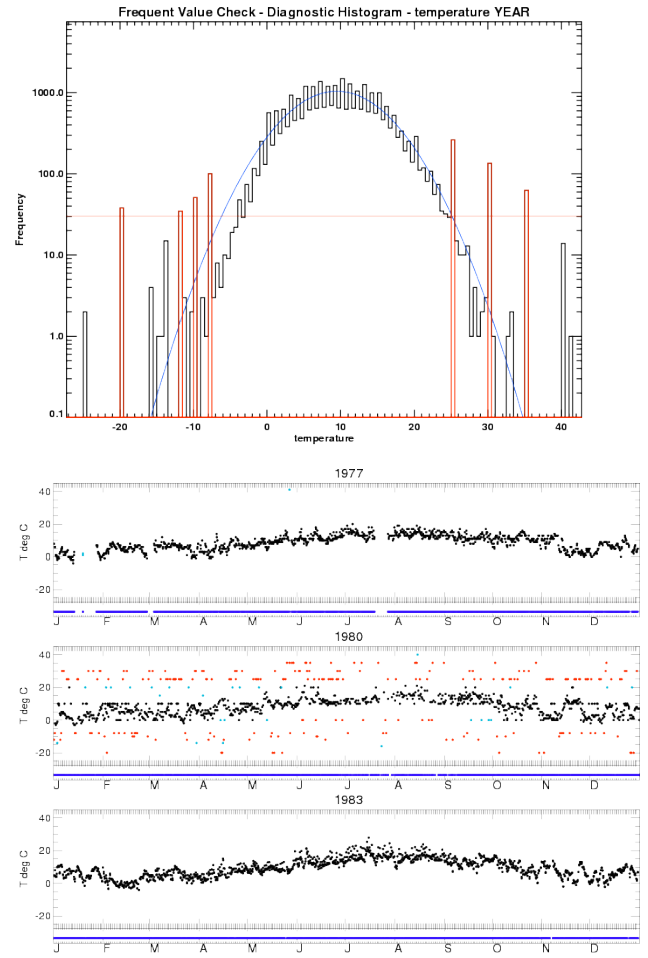 Frequent Value Check - Diagnostic Histogram - temperature YEAR
1000.0
100.0
10.0
1.0
0.1
Frequency
-20 -10 0 10 20 30 40
temperature
1977
40
20
0
-20
T deg C
J F M A M J J A S O N D
1980
40
20
0
-20
T deg C
J F M A M J J A S O N D
1983
40
20
0
-20
T deg C
J F M A M J J A S O N D